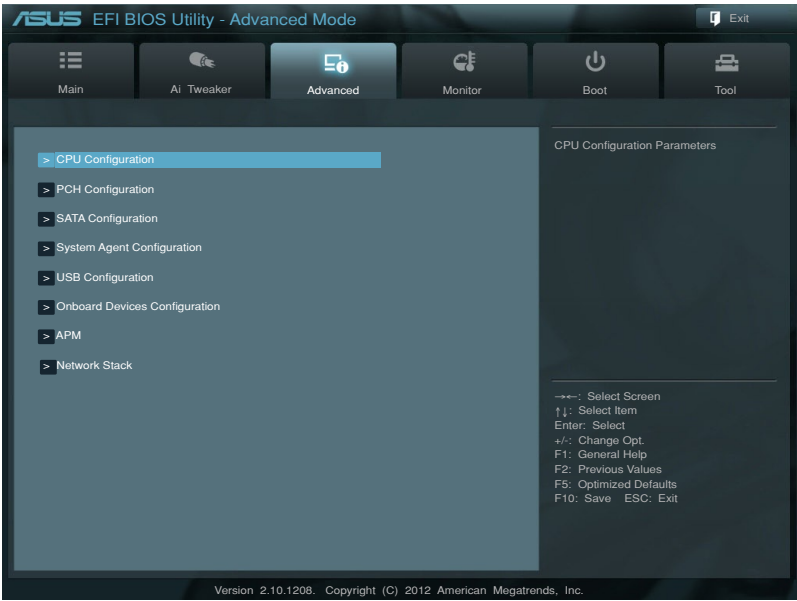 ASUS EFI BIOS Utility - Advanced Mode
Exit
Main
Ai Tweaker
Advanced
Monitor
Boot
Tool
> CPU Configuration
> PCH Configuration
> SATA Configuration
> System Agent Configuration
> USB Configuration
> Onboard Devices Configuration
> APM
> Network Stack
CPU Configuration Parameters
→←: Select Screen
↑↓: Select Item
Enter: Select
+/-: Change Opt.
F1: General Help
F2: Previous Values
F5: Optimized Defaults
F10: Save ESC: Exit
Version 2.10.1208. Copyright (C) 2012 American Megatrends, Inc.